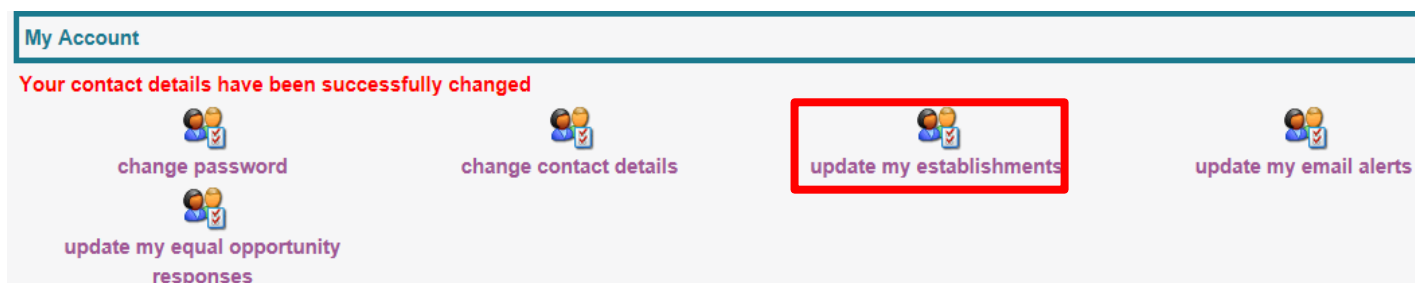 My Account
Your contact details have been successfully changed
change password
change contact details
update my establishments
update my email alerts
update my equal opportunity
responses